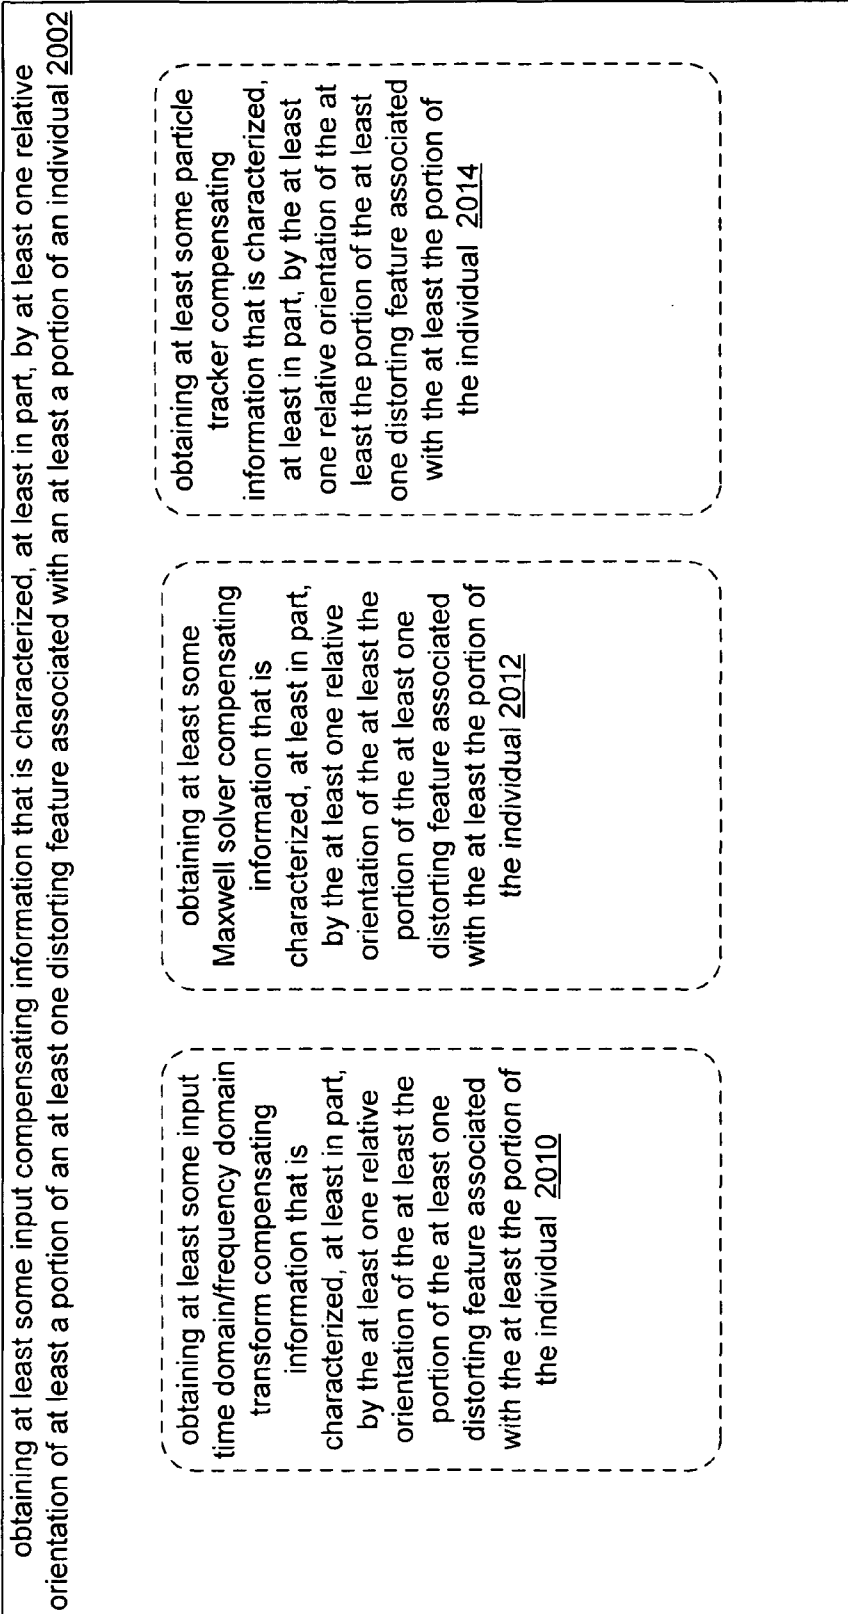 obtaining at least some input compensating information that is characterized, at least in part, by at least one relative
orientation of at least a portion of an at least one distorting feature associated with an at least a portion of an individual 2002
obtaining at least some input
time domain/frequency domain
transform compensating
information that is
characterized, at least in part,
by the at least one relative
orientation of the at least the
portion of the at least one
distorting feature associated
with the at least the portion of
the individual 2010
obtaining at least some
Maxwell solver compensating
information that is
characterized, at least in part,
by the at least one relative
orientation of the at least the
portion of the at least one
distorting feature associated
with the at least the portion of
the individual 2012
obtaining at least some particle
tracker compensating
information that is characterized,
at least in part, by the at least
one relative orientation of the at
least the portion of the at least
one distorting feature associated
with the at least the portion of
the individual 2014